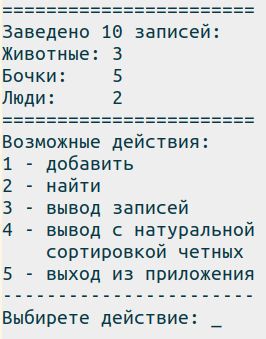 =======================
Заведено 10 записей:
Животные: 3
Бочки:    5
Люди:     2
=======================
Возможные действия:
1 - добавить
2 - найти
3 - вывод записей
4 - вывод с натуральной
    сортировкой четных
5 - выход из приложения
-----------------------
Выбирете действие: _